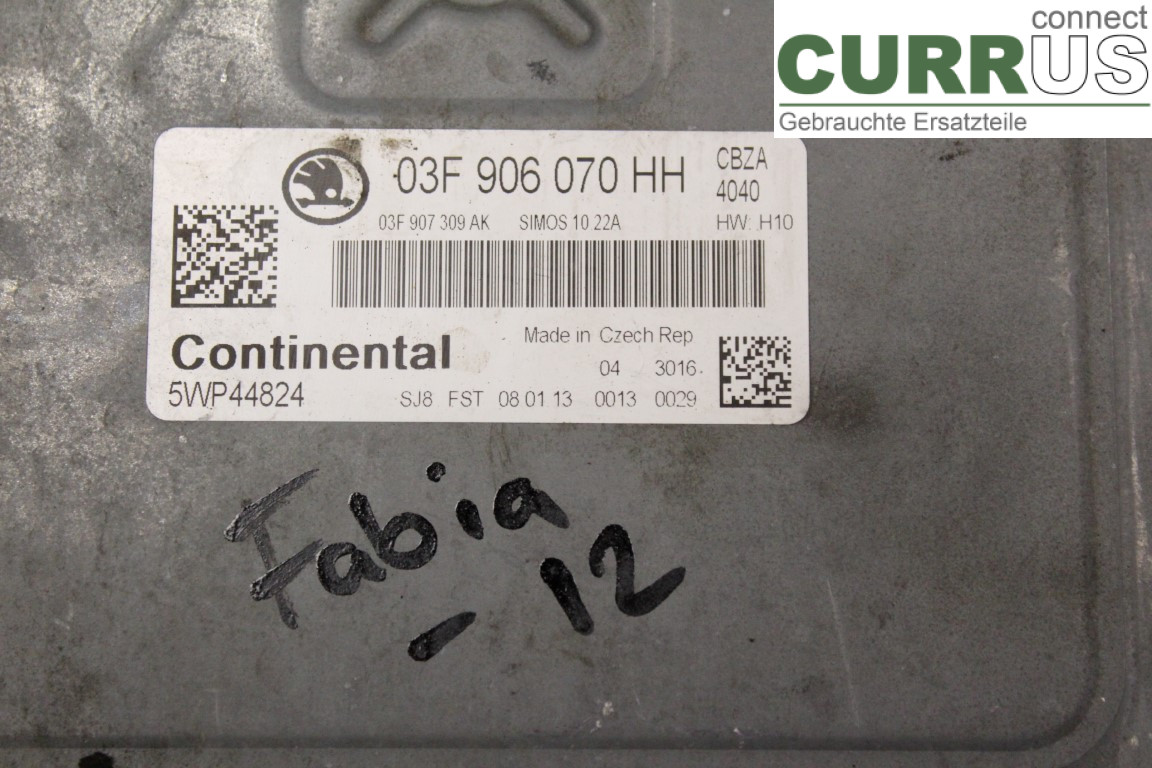 connect
CURRUS
Gebrauchte Ersatzteile
03F 906 070 HH
CBZA
4040
03F 907 309 AK SIMOS 10 22A HW: H10
Continental
Made in Czech Rep
04 3016
5WP44824
SJ8 FST 08 01 13 0013 0029
Fabia
-12